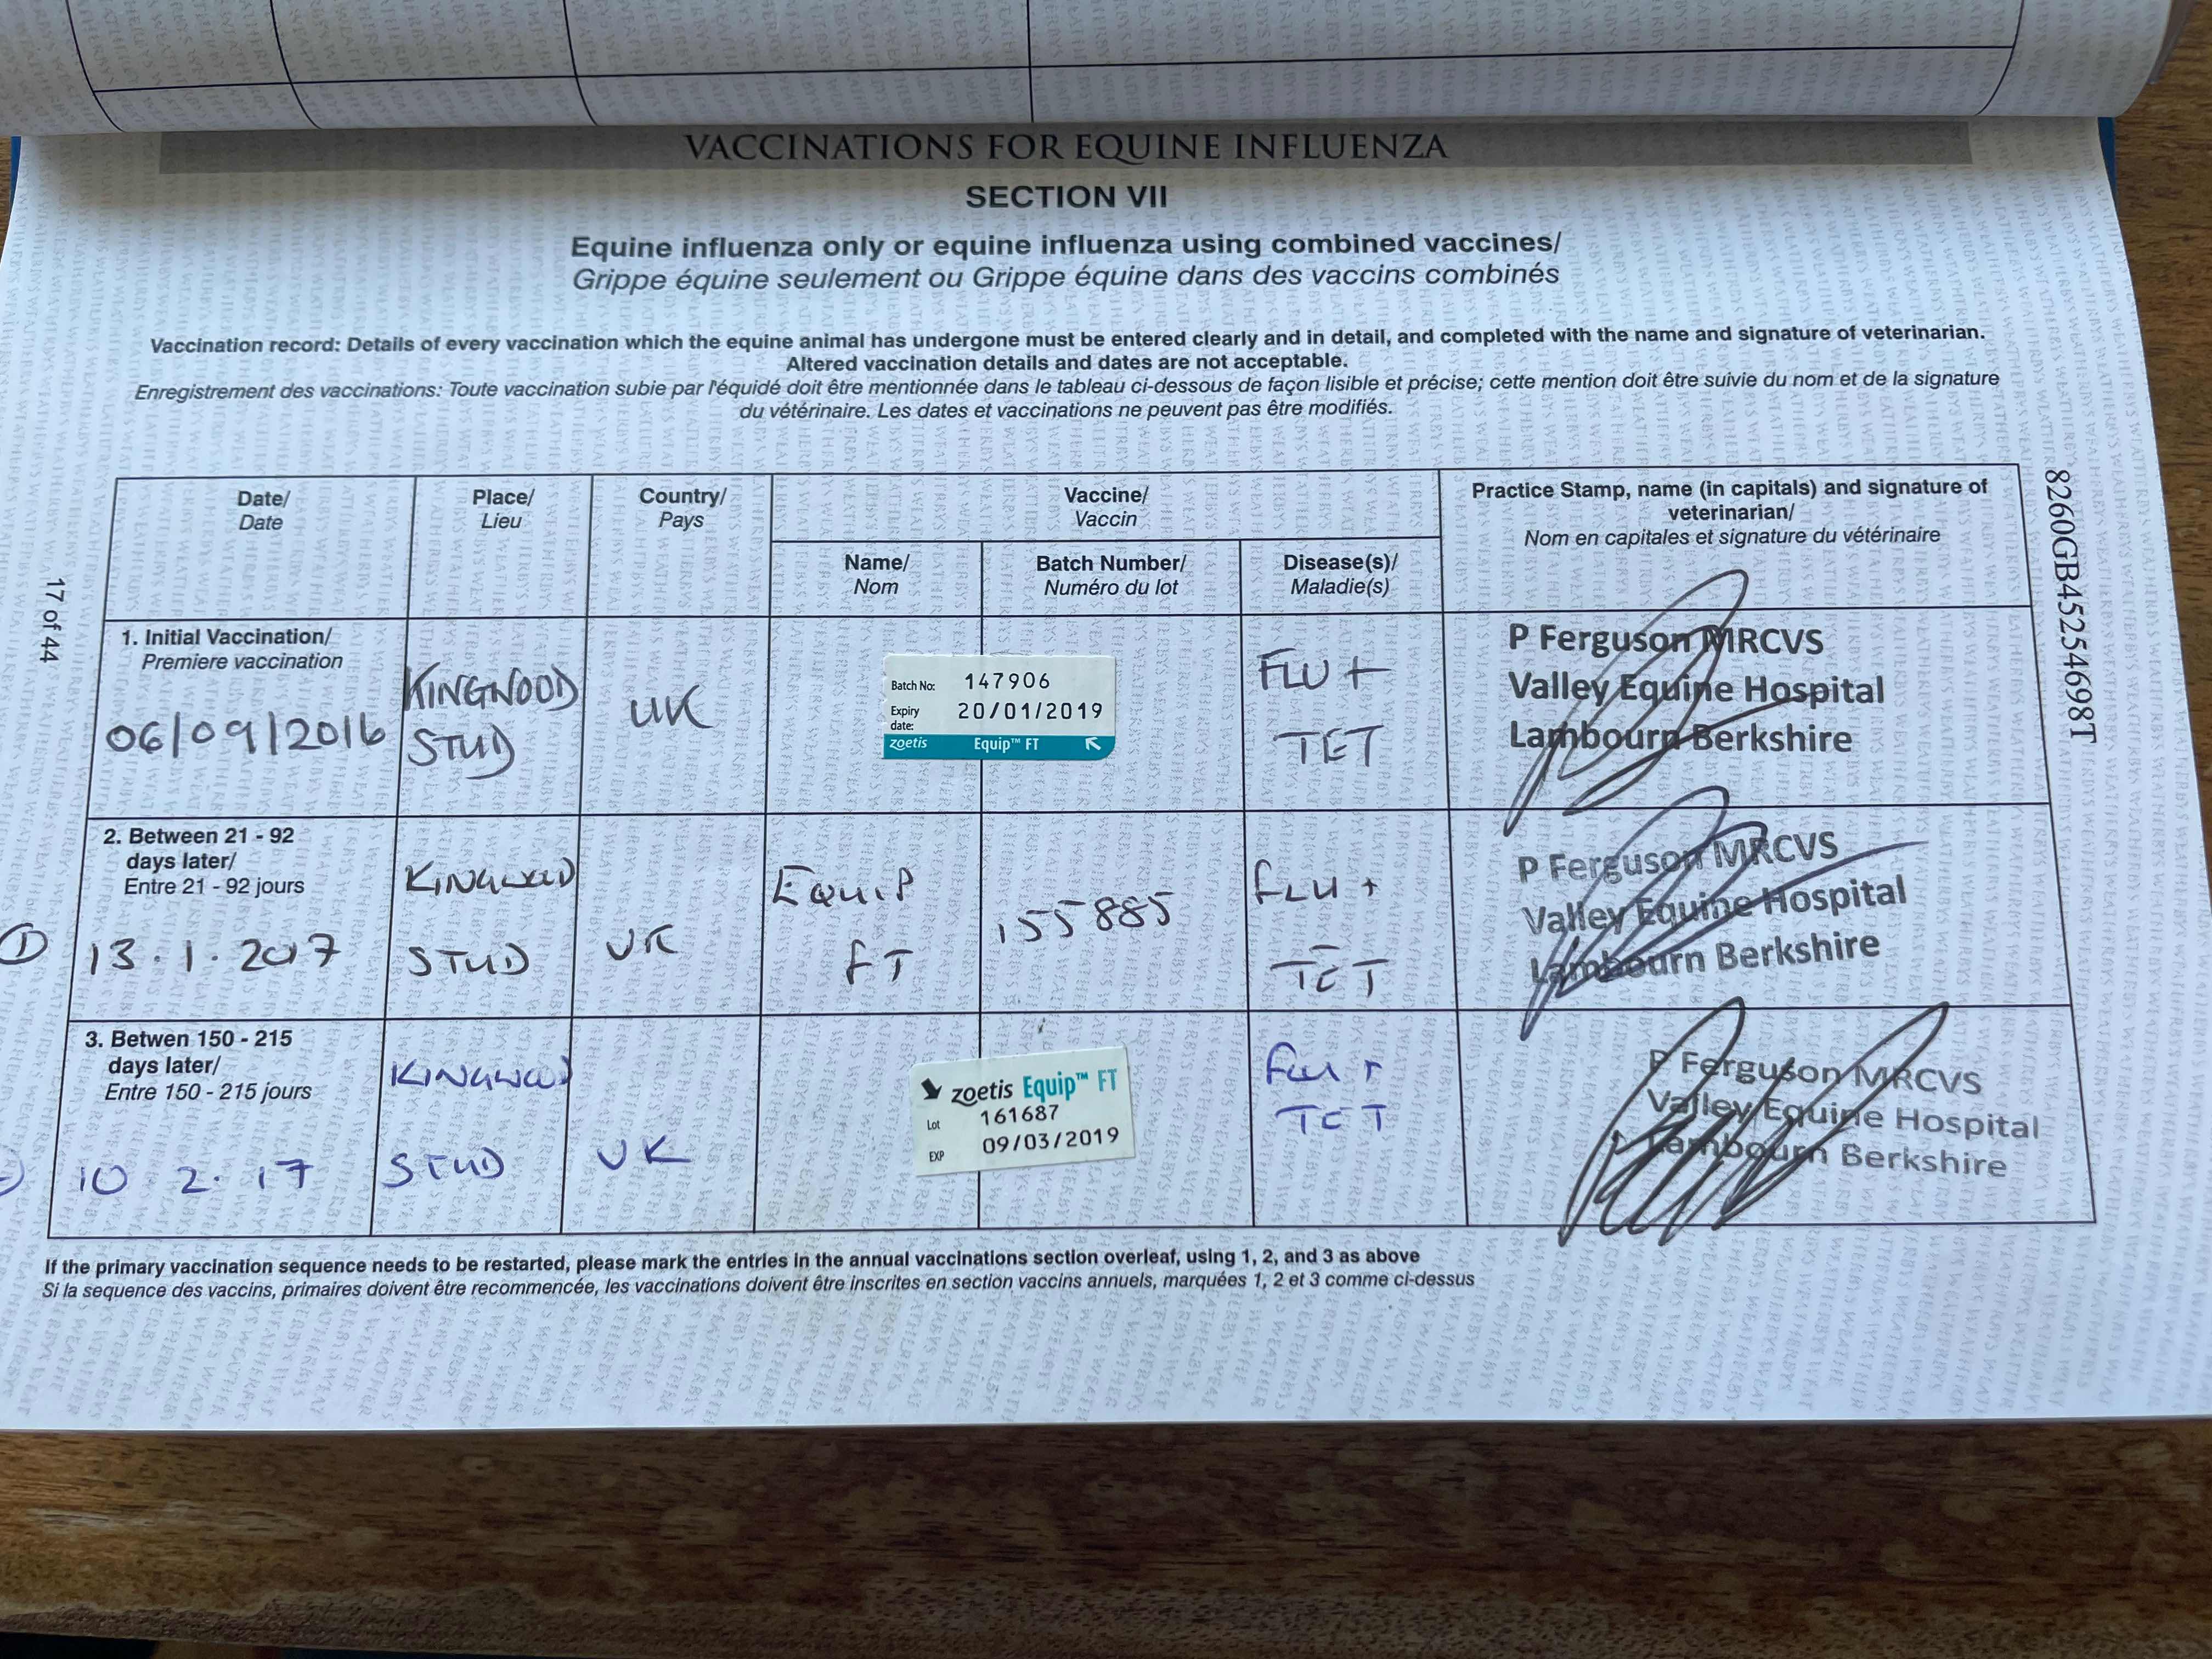 VACCINATIONS FOR EQUINE INFLUENZA
SECTION VII
Equine influenza only or equine influenza using combined vaccines/
Grippe équine seulement ou Grippe équine dans des vaccins combinés
Vaccination record: Details of every vaccination which the equine animal has undergone must be entered clearly and in detail, and completed with the name and signature of veterinarian.
Altered vaccination details and dates are not acceptable.
Enregistrement des vaccinations: Toute vaccination subie par l'équidé doit être mentionnée dans le tableau ci-dessous de façon lisible et précise; cette mention doit être suivie du nom et de la signature
du vétérinaire. Les dates et vaccinations ne peuvent pas être modifiés.
Date/
Date
Place/
Lieu
Country/
Pays
Vaccine/
Vaccin
Name/
Nom
Batch Number/
Numéro du lot
Disease(s)/
Maladie(s)
Practice Stamp, name (in capitals) and signature of
veterinarian/
Nom en capitales et signature du vétérinaire
1. Initial Vaccination/
Premiere vaccination
06/09/2016
KINGWOOD
STUD
UK
Batch No: 147906
Expiry date: 20/01/2019
zoetis Equip™ FT
FLU +
TET
P Ferguson MRCVS
Valley Equine Hospital
Lambourn Berkshire
2. Between 21 - 92
days later/
Entre 21 - 92 jours
1
13.1.2017
KINGWOOD
STUD
UK
EQUIP
FT
155885
FLU +
TET
P Ferguson MRCVS
Valley Equine Hospital
Lambourn Berkshire
3. Betwen 150 - 215
days later/
Entre 150 - 215 jours
10 2.17
KINGWOOD
STUD
UK
zoetis Equip™ FT
Lot 161687
EXP 09/03/2019
FLU +
TET
P Ferguson MRCVS
Valley Equine Hospital
Lambourn Berkshire
If the primary vaccination sequence needs to be restarted, please mark the entries in the annual vaccinations section overleaf, using 1, 2, and 3 as above
Si la sequence des vaccins, primaires doivent être recommencée, les vaccinations doivent être inscrites en section vaccins annuels, marquées 1, 2 et 3 comme ci-dessus
17 of 44
8260GB45254698T